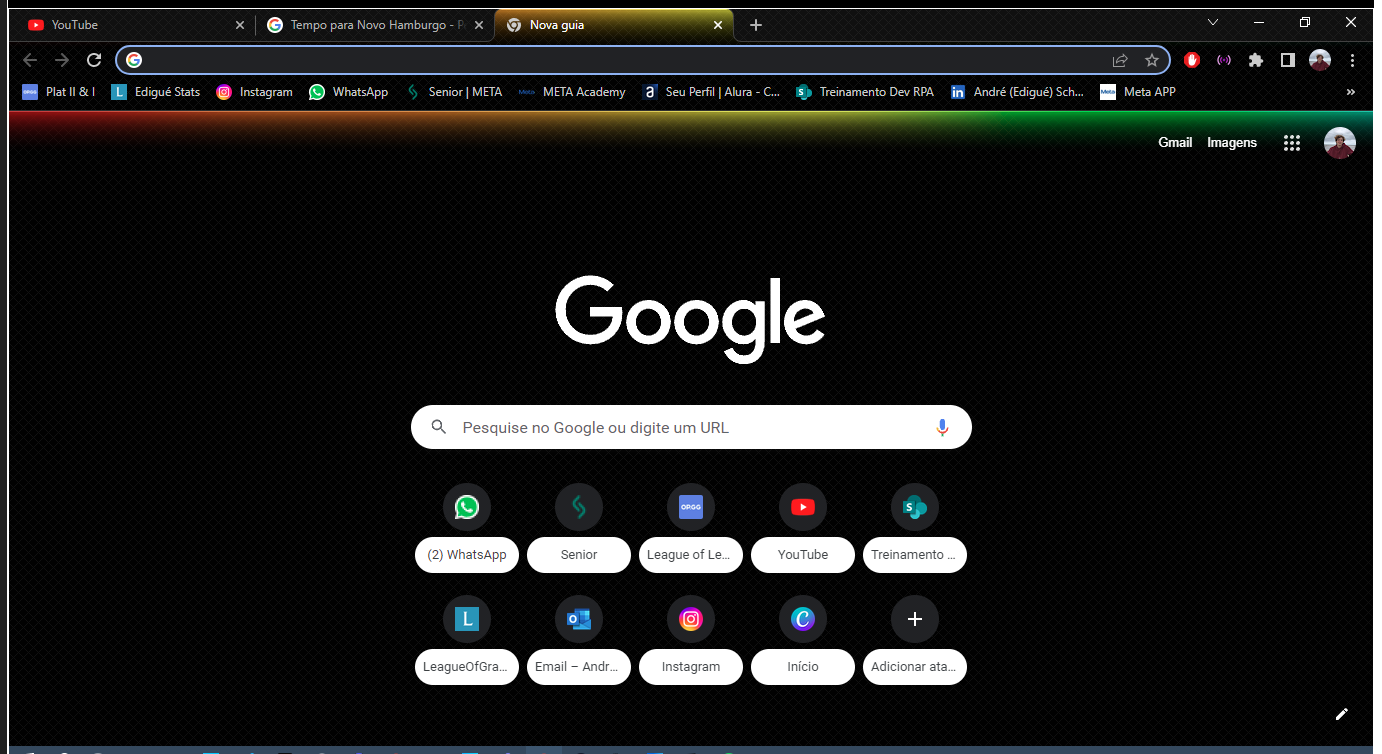 YouTube
Tempo para Novo Hamburgo - P
Nova guia
Plat II & I
Edigué Stats
Instagram
WhatsApp
Senior | META
META Academy
Seu Perfil | Alura - C...
Treinamento Dev RPA
André (Edigué) Sch...
Meta APP
Gmail
Imagens
Google
Pesquise no Google ou digite um URL
(2) WhatsApp
Senior
OP.GG
League of Le...
YouTube
Treinamento ...
LeagueOfGra...
Email – Andr...
Instagram
Início
Adicionar ata...